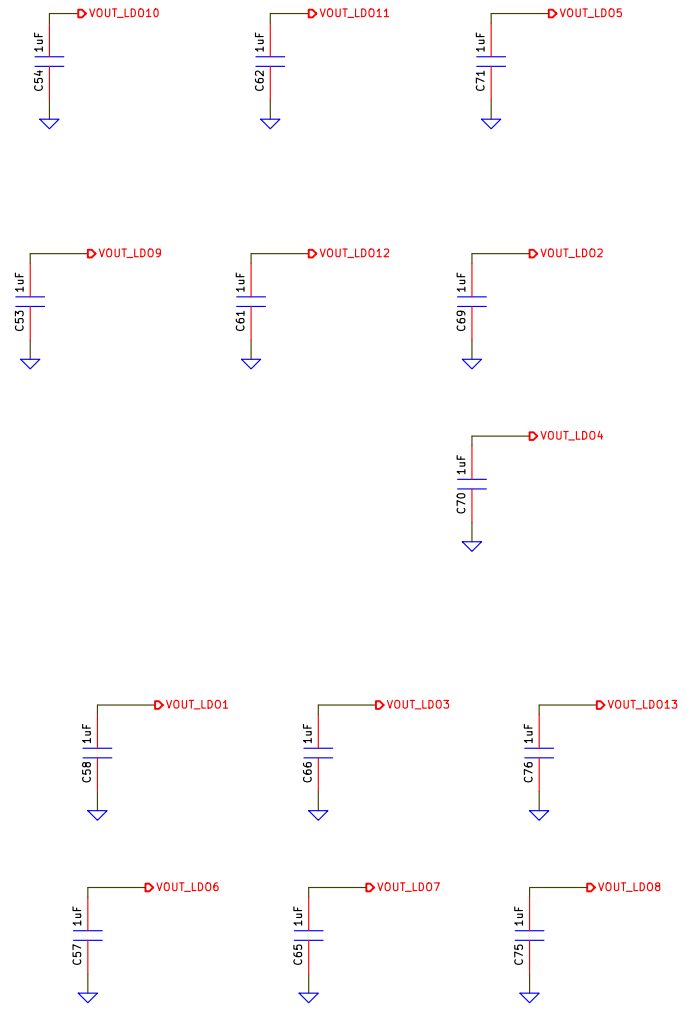 VOUT_LDO10
1uF
C54
VOUT_LDO11
1uF
C62
VOUT_LDO5
1uF
C71
VOUT_LDO9
1uF
C53
VOUT_LDO12
1uF
C61
VOUT_LDO2
1uF
C69
VOUT_LDO4
1uF
C70
VOUT_LDO1
1uF
C58
VOUT_LDO3
1uF
C66
VOUT_LDO13
1uF
C76
VOUT_LDO6
1uF
C57
VOUT_LDO7
1uF
C65
VOUT_LDO8
1uF
C75